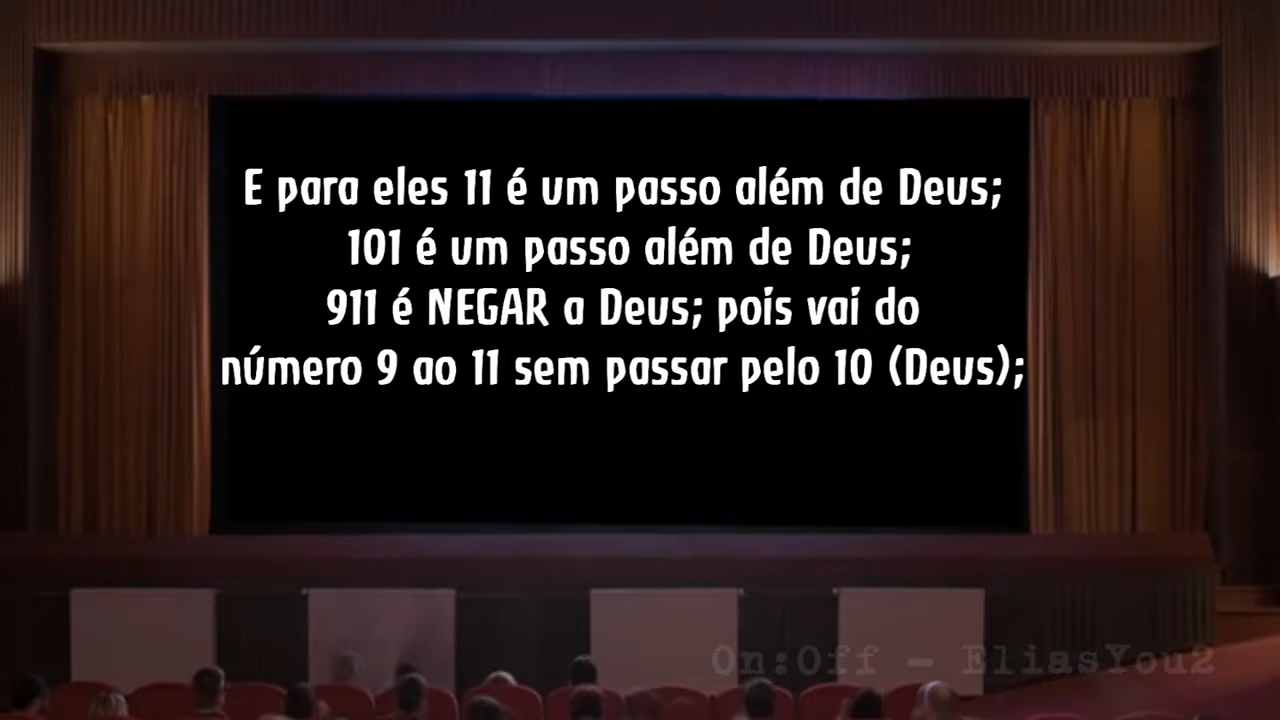 E para eles 11 é um passo além de Deus;
101 é um passo além de Deus;
911 é NEGAR a Deus; pois vai do
número 9 ao 11 sem passar pelo 10 (Deus);
On:Off - EliasYou2